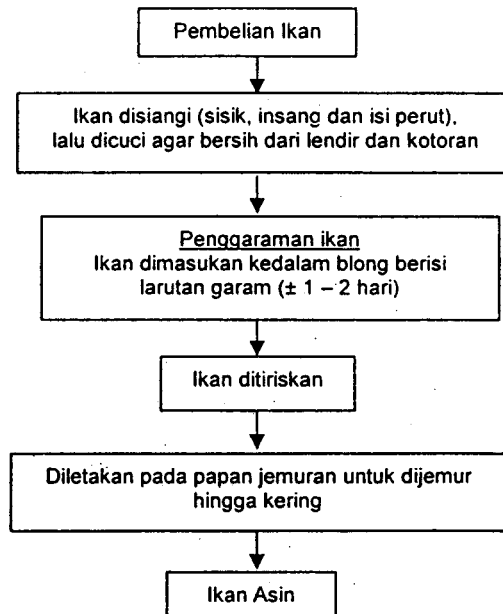 Pembelian Ikan
Ikan disiangi (sisik, insang dan isi perut),
lalu dicuci agar bersih dari lendir dan kotoran
Penggaraman ikan
Ikan dimasukan kedalam blong berisi
larutan garam (± 1 – 2 hari)
Ikan ditiriskan
Diletakan pada papan jemuran untuk dijemur
hingga kering
Ikan Asin